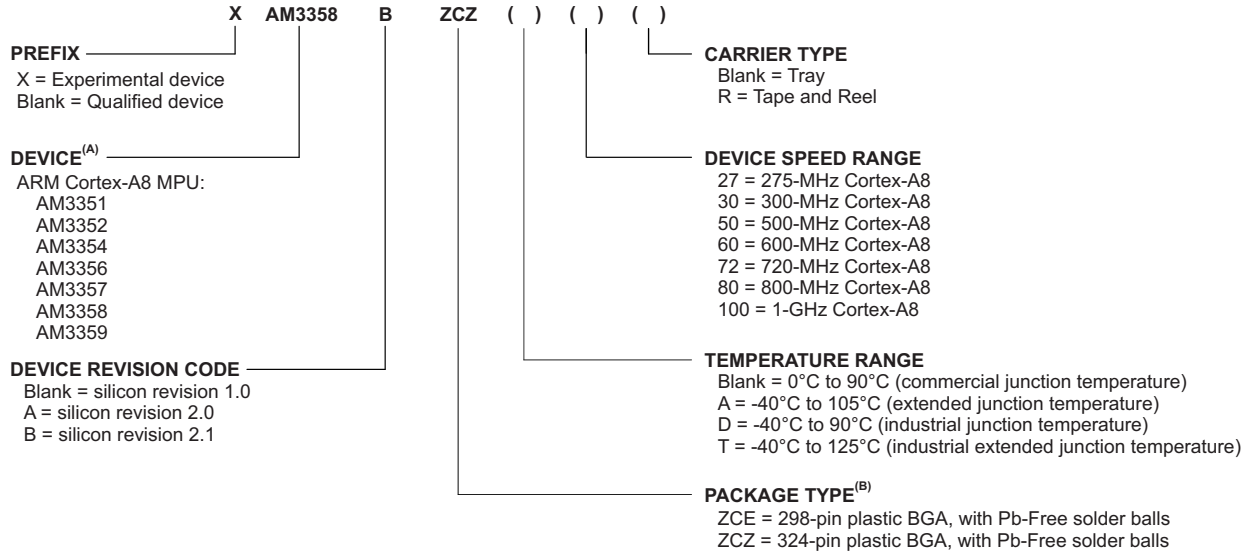 X AM3358 B ZCZ ( ) ( ) ( )
PREFIX
X = Experimental device
Blank = Qualified device
DEVICE(A)
ARM Cortex-A8 MPU:
AM3351
AM3352
AM3354
AM3356
AM3357
AM3358
AM3359
DEVICE REVISION CODE
Blank = silicon revision 1.0
A = silicon revision 2.0
B = silicon revision 2.1
CARRIER TYPE
Blank = Tray
R = Tape and Reel
DEVICE SPEED RANGE
27 = 275-MHz Cortex-A8
30 = 300-MHz Cortex-A8
50 = 500-MHz Cortex-A8
60 = 600-MHz Cortex-A8
72 = 720-MHz Cortex-A8
80 = 800-MHz Cortex-A8
100 = 1-GHz Cortex-A8
TEMPERATURE RANGE
Blank = 0°C to 90°C (commercial junction temperature)
A = -40°C to 105°C (extended junction temperature)
D = -40°C to 90°C (industrial junction temperature)
T = -40°C to 125°C (industrial extended junction temperature)
PACKAGE TYPE(B)
ZCE = 298-pin plastic BGA, with Pb-Free solder balls
ZCZ = 324-pin plastic BGA, with Pb-Free solder balls